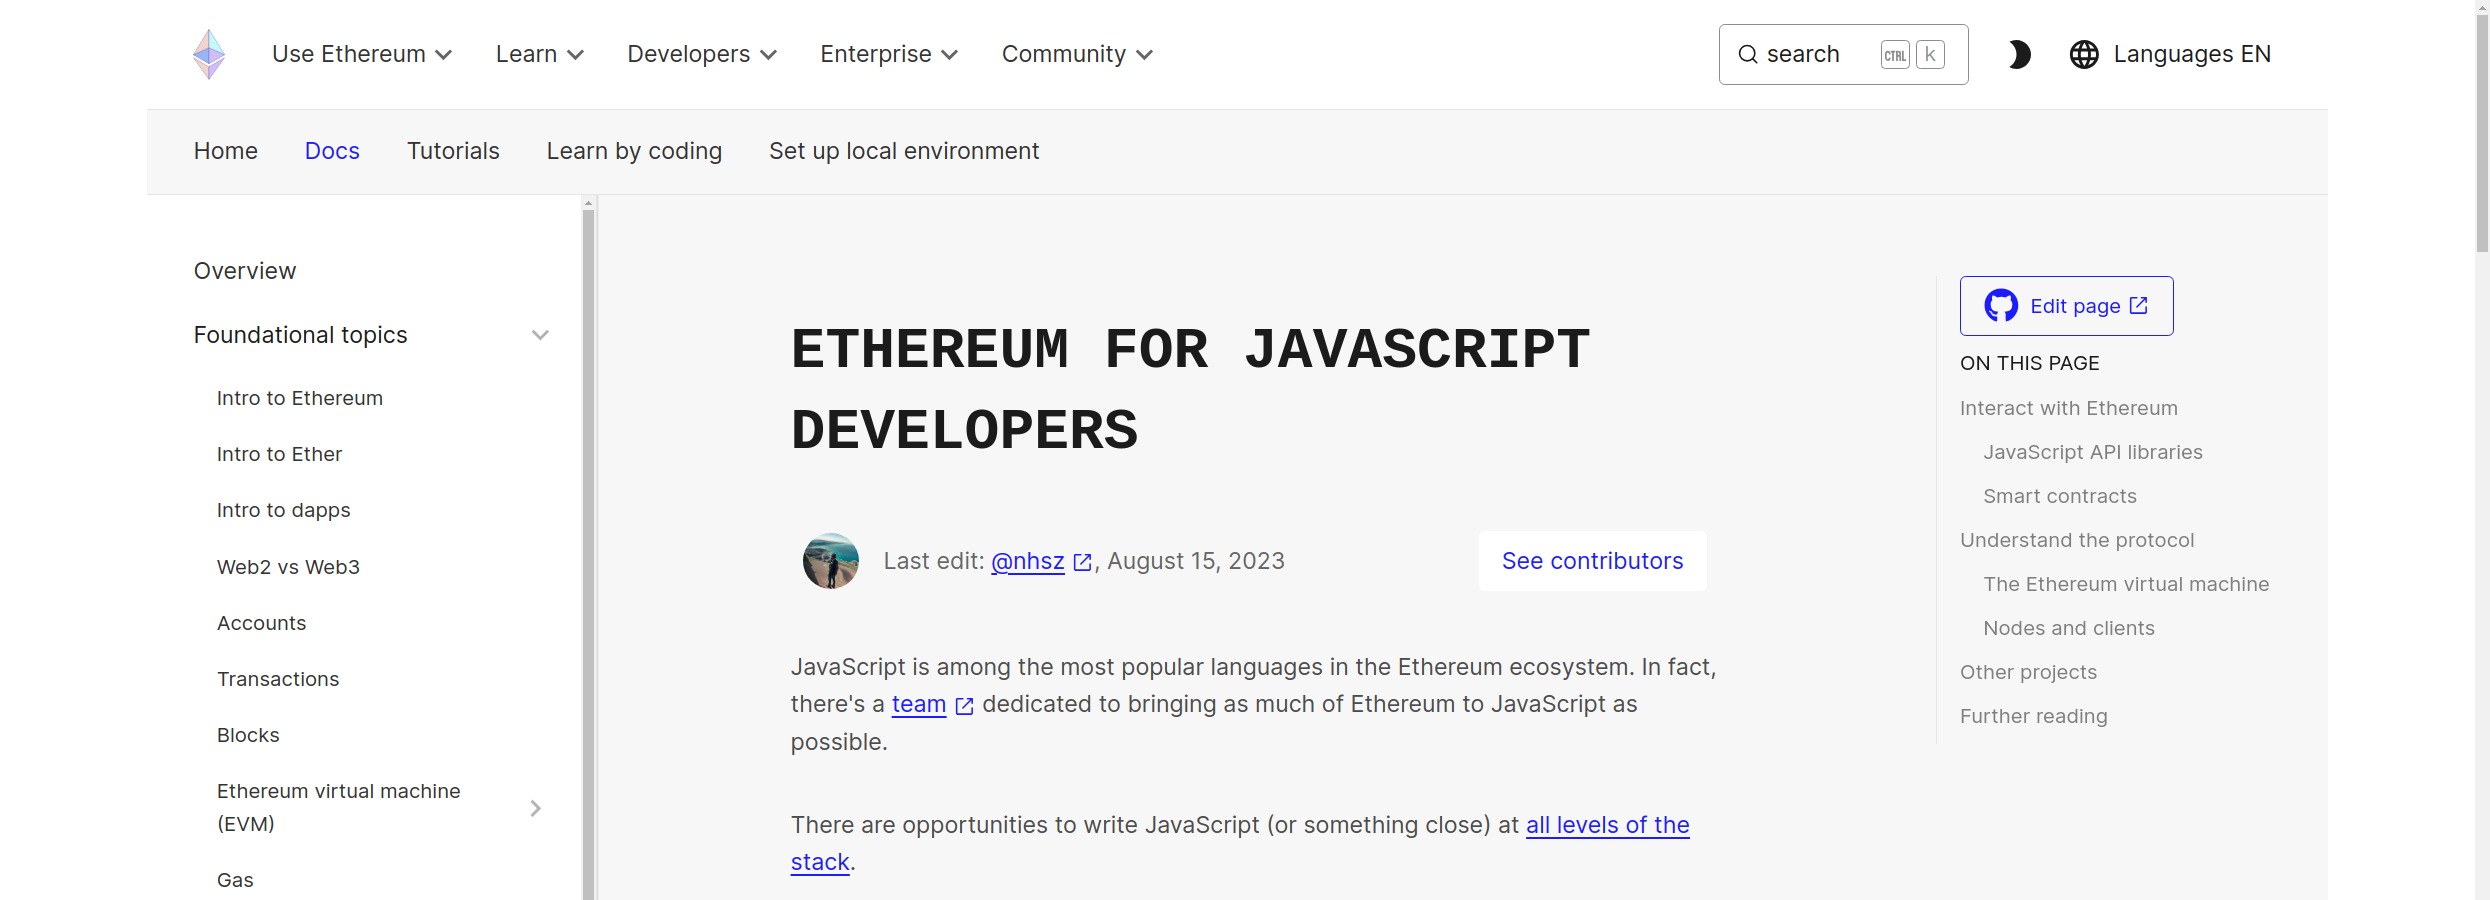 Use Ethereum Learn Developers Enterprise Community search CTRL k Languages EN
Home Docs Tutorials Learn by coding Set up local environment
Overview
Foundational topics
Intro to Ethereum
Intro to Ether
Intro to dapps
Web2 vs Web3
Accounts
Transactions
Blocks
Ethereum virtual machine
(EVM)
Gas
ETHEREUM FOR JAVASCRIPT
DEVELOPERS
Last edit: @nhsz , August 15, 2023 See contributors
JavaScript is among the most popular languages in the Ethereum ecosystem. In fact,
there's a team dedicated to bringing as much of Ethereum to JavaScript as
possible.
There are opportunities to write JavaScript (or something close) at all levels of the
stack.
Edit page
ON THIS PAGE
Interact with Ethereum
JavaScript API libraries
Smart contracts
Understand the protocol
The Ethereum virtual machine
Nodes and clients
Other projects
Further reading